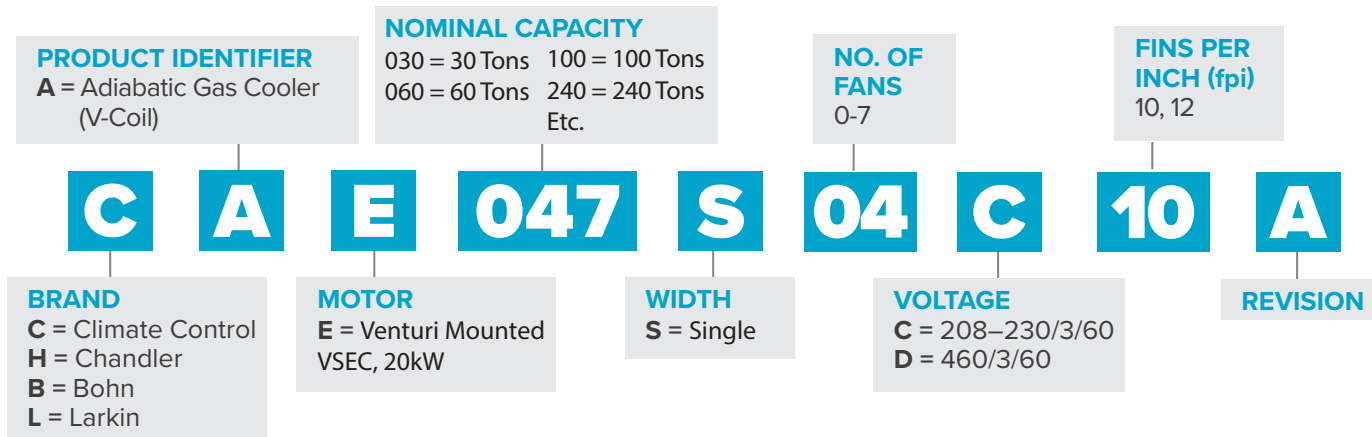 PRODUCT IDENTIFIER
A = Adiabatic Gas Cooler
(V-Coil)
NOMINAL CAPACITY
030 = 30 Tons 100 = 100 Tons
060 = 60 Tons 240 = 240 Tons
Etc.
NO. OF
FANS
0-7
FINS PER
INCH (fpi)
10, 12
C A E 047 S 04 C 10 A
BRAND
C = Climate Control
H = Chandler
B = Bohn
L = Larkin
MOTOR
E = Venturi Mounted
VSEC, 20kW
WIDTH
S = Single
VOLTAGE
C = 208–230/3/60
D = 460/3/60
REVISION